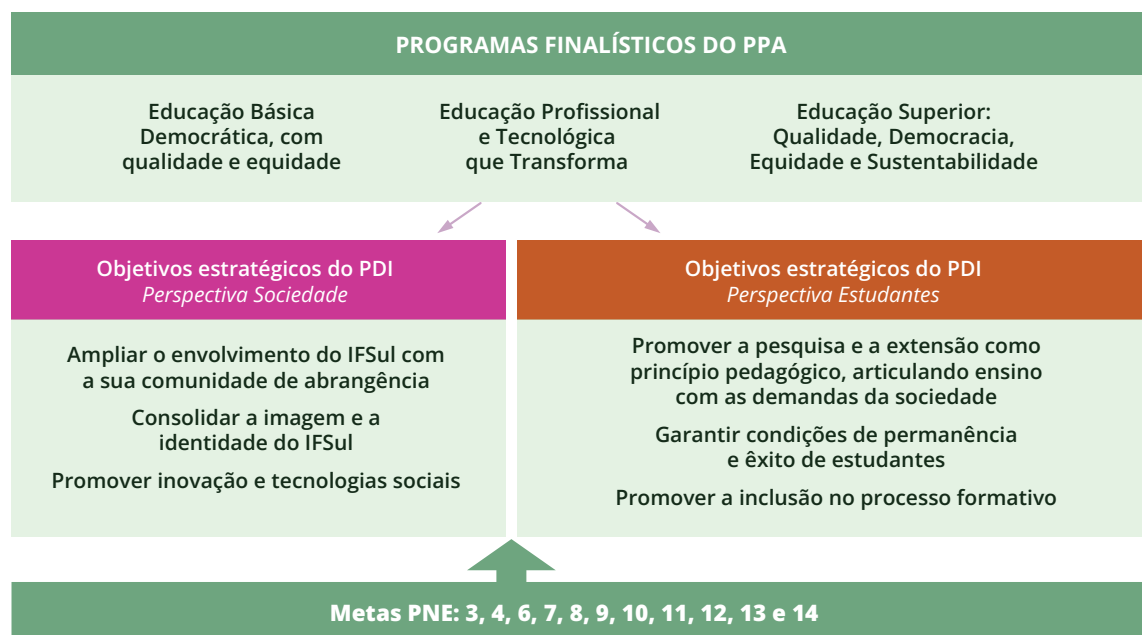 PROGRAMAS FINALÍSTICOS DO PPA
Educação Básica
Democrática, com
qualidade e equidade
Educação Profissional
e Tecnológica
que Transforma
Educação Superior:
Qualidade, Democracia,
Equidade e Sustentabilidade
Objetivos estratégicos do PDI
Perspectiva Sociedade
Ampliar o envolvimento do IFSul com
a sua comunidade de abrangência
Consolidar a imagem e a
identidade do IFSul
Promover inovação e tecnologias sociais
Objetivos estratégicos do PDI
Perspectiva Estudantes
Promover a pesquisa e a extensão como
princípio pedagógico, articulando ensino
com as demandas da sociedade
Garantir condições de permanência
e êxito de estudantes
Promover a inclusão no processo formativo
Metas PNE: 3, 4, 6, 7, 8, 9, 10, 11, 12, 13 e 14